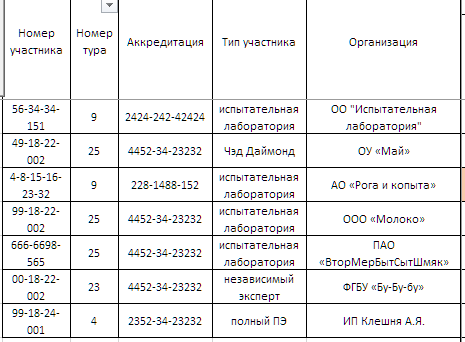 Номер участника
Номер тура
Аккредитация
Тип участника
Организация
56-34-34-151
9
2424-242-42424
испытательная лаборатория
ОО "Испытательная лаборатория"
49-18-22-002
25
4452-34-23232
Чэд Даймонд
ОУ «Май»
4-8-15-16-23-32
9
228-1488-152
испытательная лаборатория
АО «Рога и копыта»
99-18-22-002
25
4452-34-23232
испытательная лаборатория
ООО «Молоко»
666-6698-565
25
4452-34-23232
испытательная лаборатория
ПАО «ВторМерБытСытШмяк»
00-18-22-002
23
4452-34-23232
независимый эксперт
ФГБУ «Бу-Бу-бу»
99-18-24-001
4
2352-34-23232
полный ПЭ
ИП Клешня А.Я.